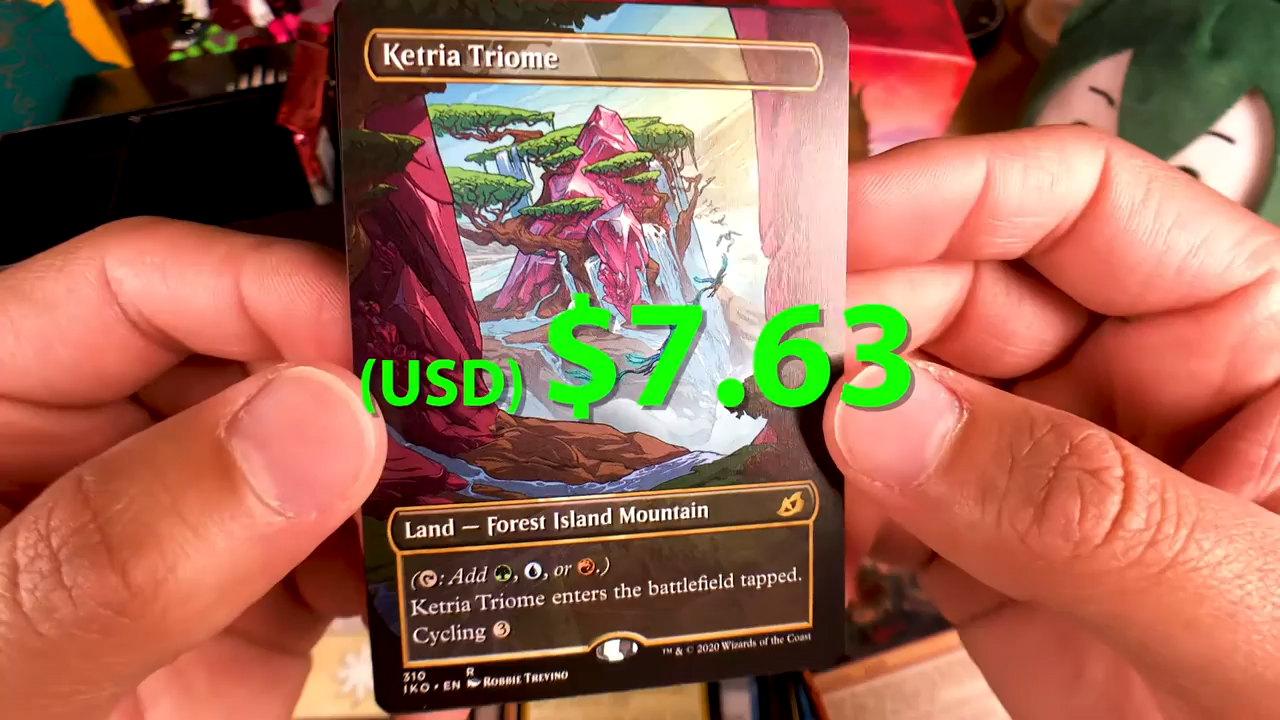 Ketria Triome
(USD) $7.63
Land — Forest Island Mountain
(: Add , , or .)
Ketria Triome enters the battlefield tapped.
Cycling 3
310 R
IKO • EN ROBBIE TREVINO
™ & © 2020 Wizards of the Coast